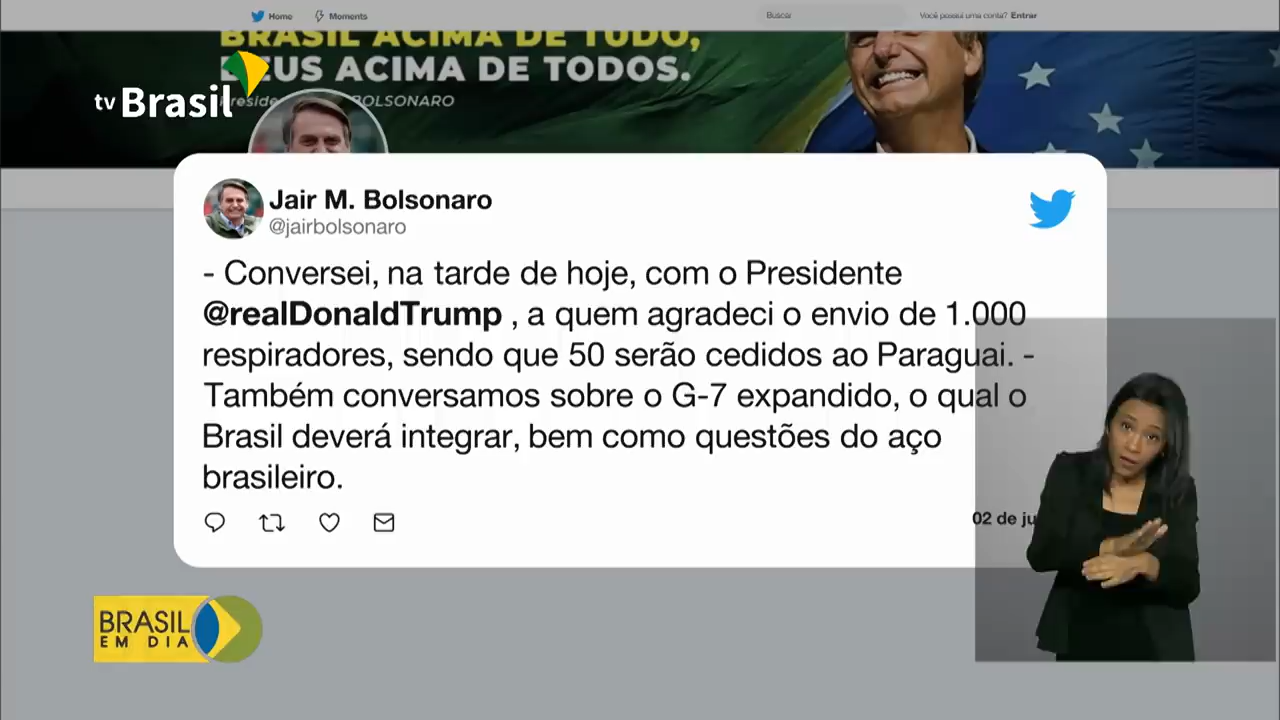 Home
Moments
Buscar
Você possui uma conta? Entrar
BRASIL ACIMA DE TUDO,
DEUS ACIMA DE TODOS.
BOLSONARO
tv Brasil
Jair M. Bolsonaro
@jairbolsonaro
- Conversei, na tarde de hoje, com o Presidente
@realDonaldTrump , a quem agradeci o envio de 1.000
respiradores, sendo que 50 serão cedidos ao Paraguai. -
Também conversamos sobre o G-7 expandido, o qual o
Brasil deverá integrar, bem como questões do aço
brasileiro.
02 de ju
BRASIL
EM DIA